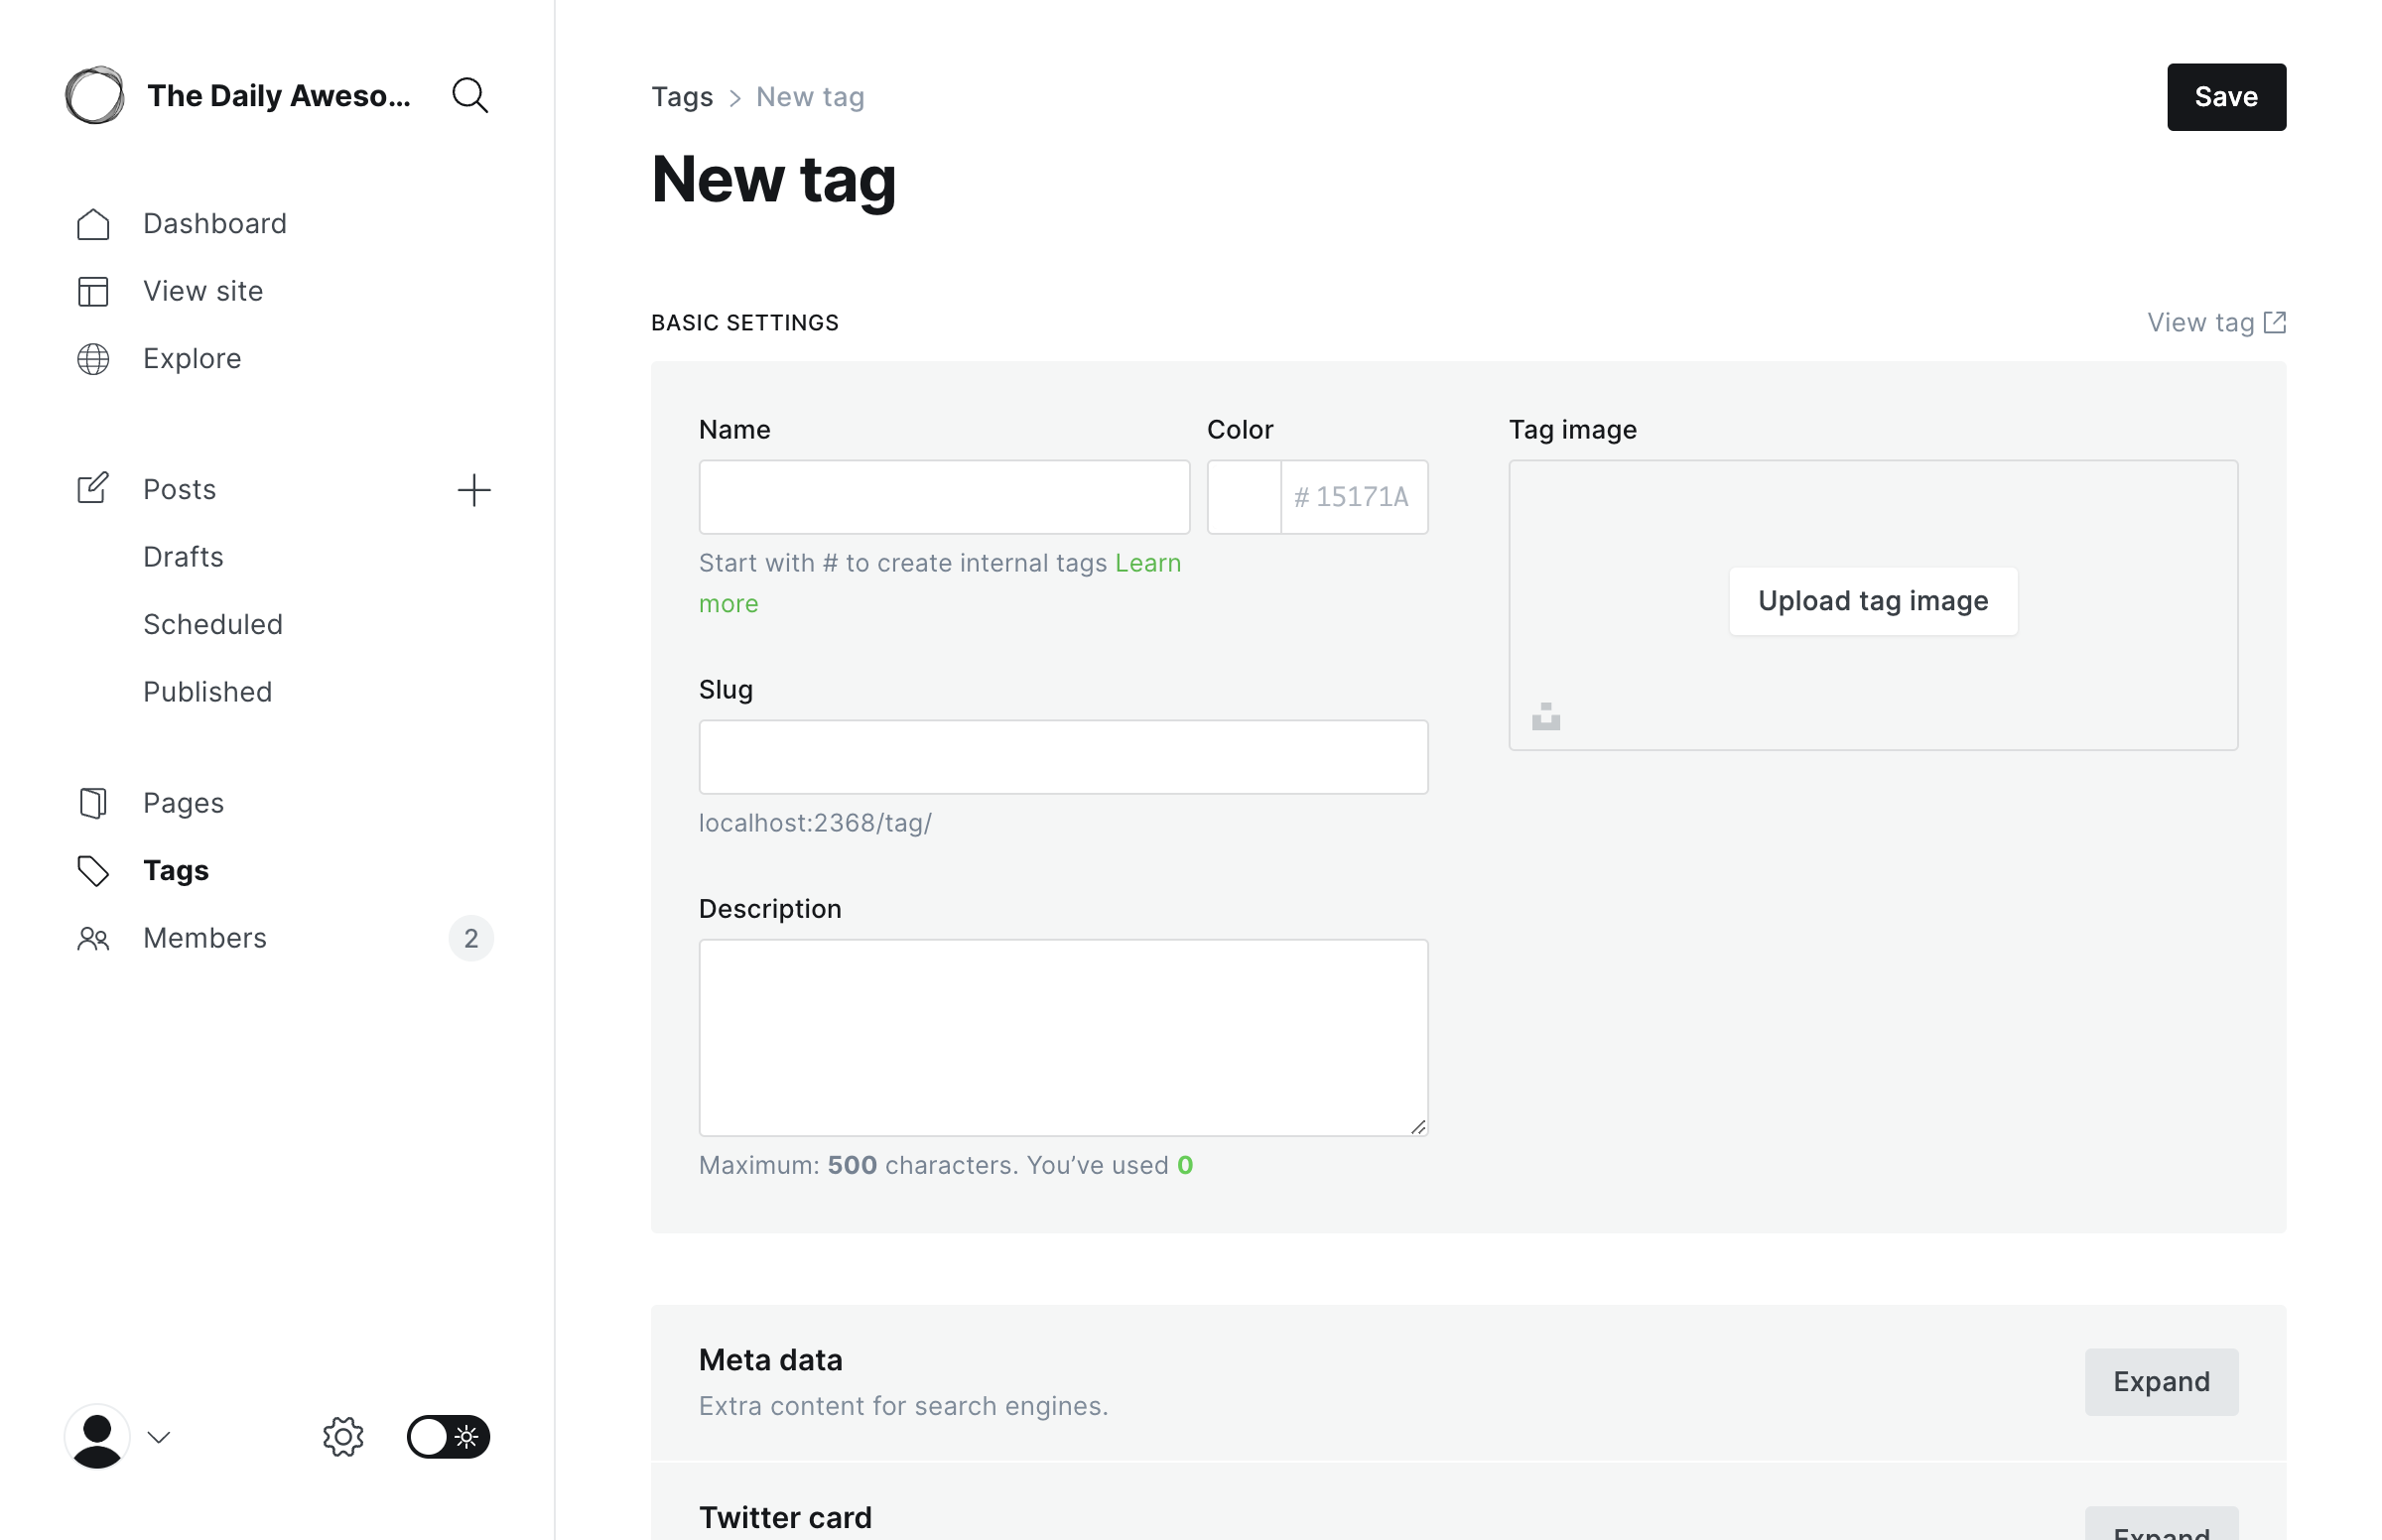 The Daily Aweso...
Dashboard
View site
Explore
Posts
Drafts
Scheduled
Published
Pages
Tags
Members 2
Tags > New tag
Save
New tag
BASIC SETTINGS
View tag
Name
Color
# 15171A
Start with # to create internal tags Learn
more
Tag image
Upload tag image
Slug
localhost:2368/tag/
Description
Maximum: 500 characters. You’ve used 0
Meta data
Extra content for search engines.
Expand
Twitter card
Expand